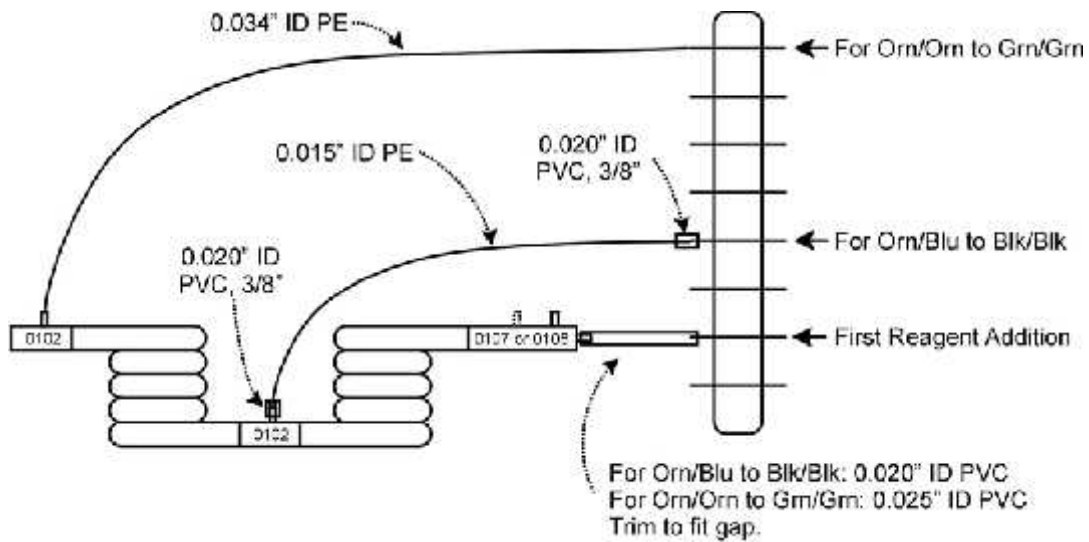 0.034" ID PE
For Orn/Orn to Grn/Grn
0.020" ID
PVC, 3/8"
0.015" ID PE
0.020" ID
PVC, 3/8"
For Orn/Blu to Blk/Blk
0102
0107 or 0108
First Reagent Addition
0102
For Orn/Blu to Blk/Blk: 0.020" ID PVC
For Orn/Orn to Grn/Grn: 0.025" ID PVC
Trim to fit gap.